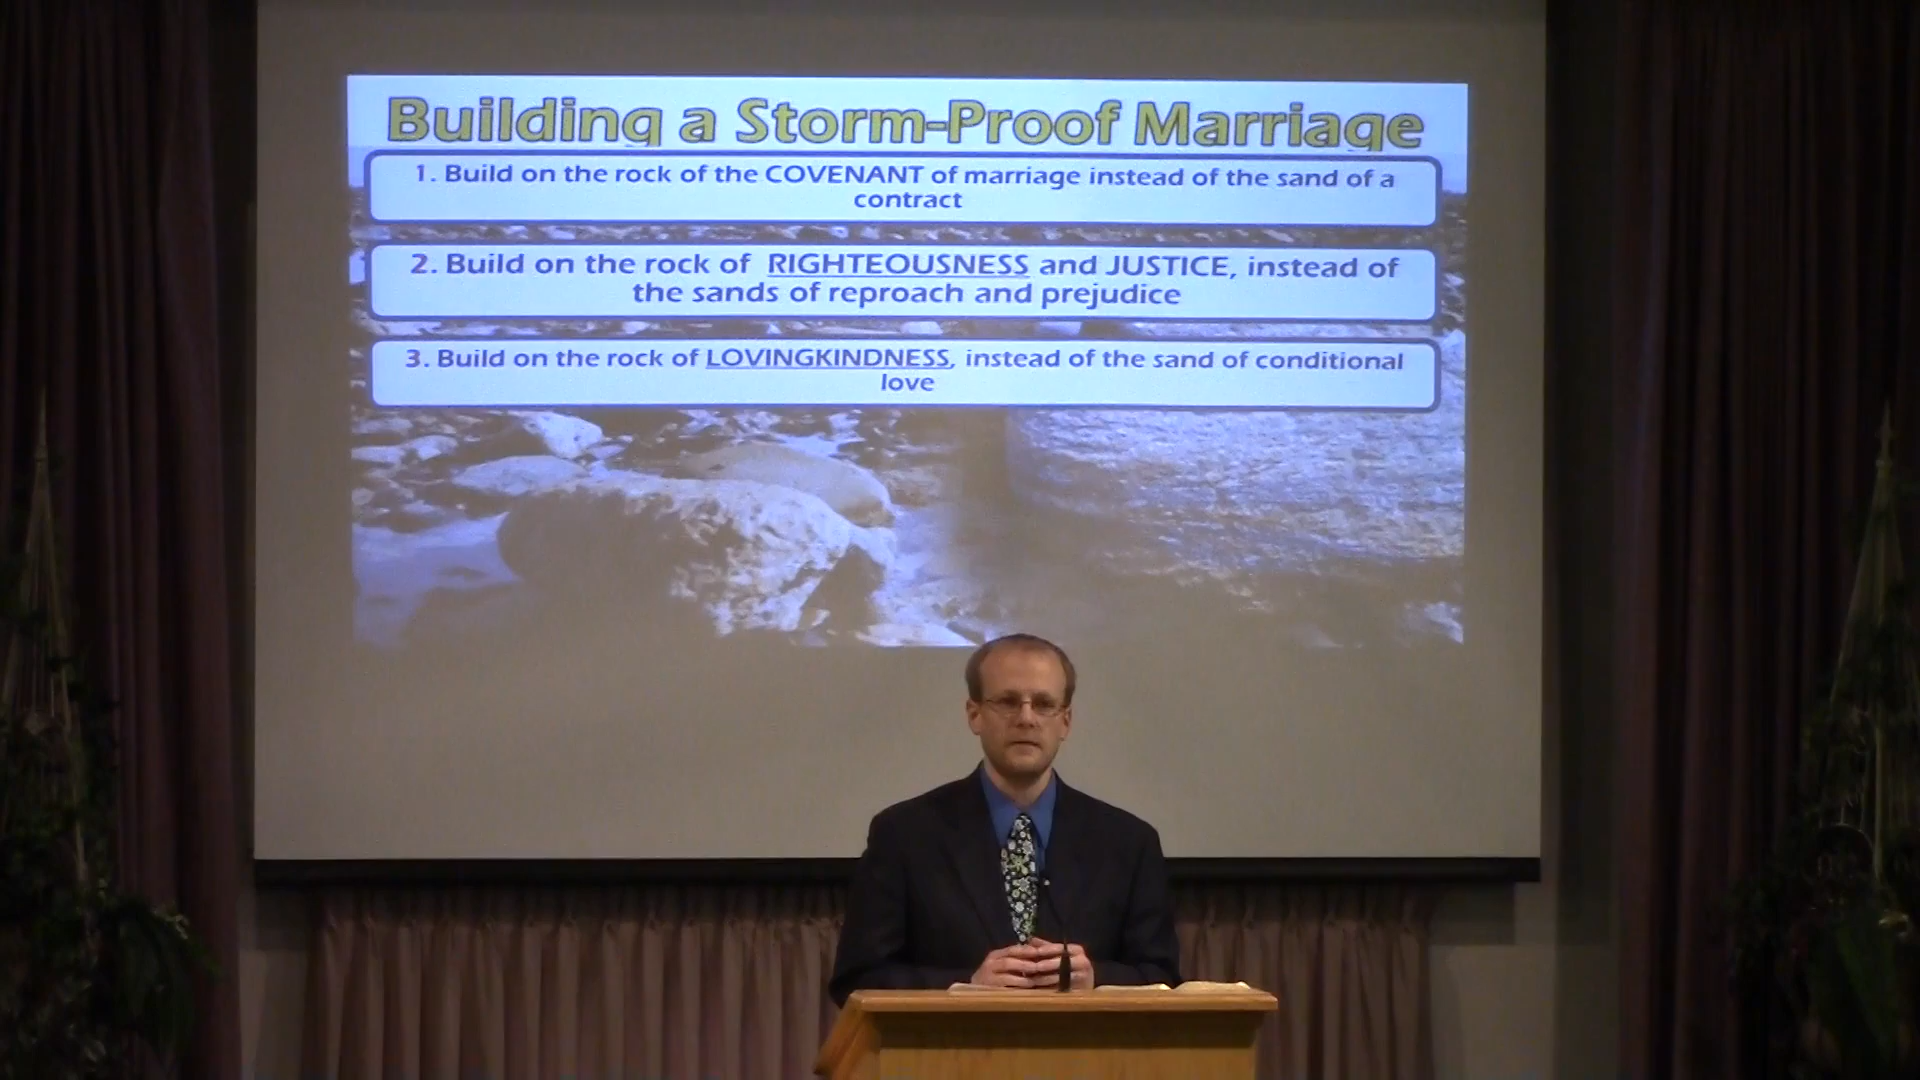 Building a Storm-Proof Marriage
1. Build on the rock of the COVENANT of marriage instead of the sand of a
contract
2. Build on the rock of RIGHTEOUSNESS and JUSTICE, instead of
the sands of reproach and prejudice
3. Build on the rock of LOVINGKINDNESS, instead of the sand of conditional
love